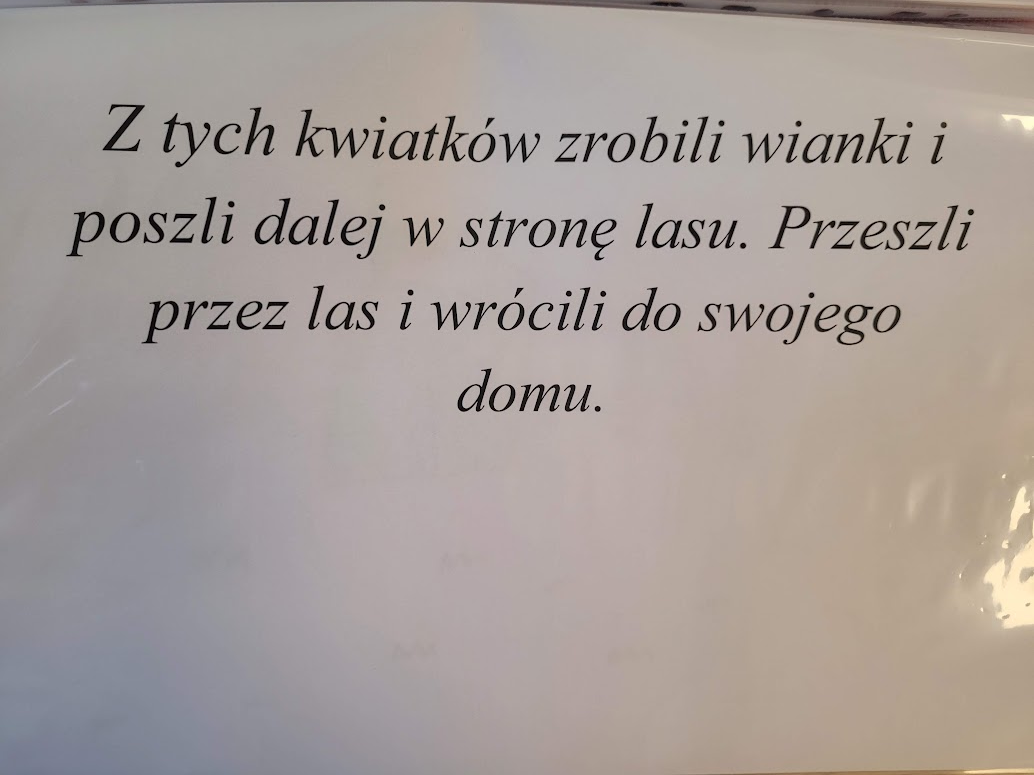 Z tych kwiatków zrobili wianki i
poszli dalej w stronę lasu. Przeszli
przez las i wrócili do swojego
domu.